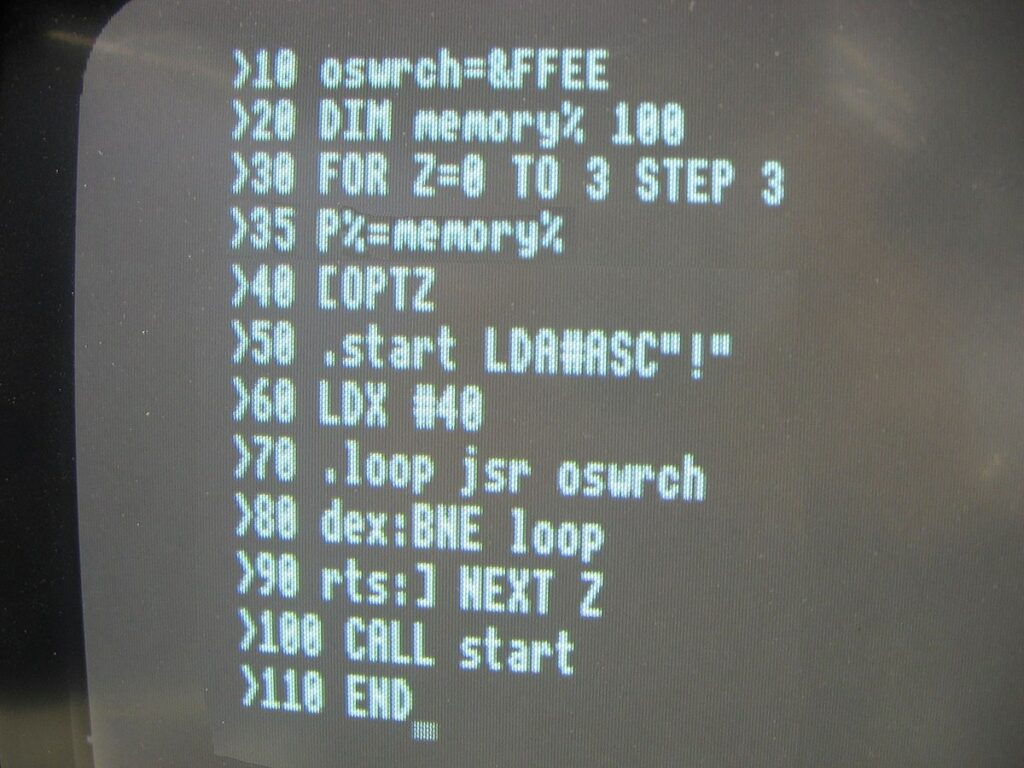 >10 oswrch=&FFEE
>20 DIM memory% 100
>30 FOR Z=0 TO 3 STEP 3
>35 P%=memory%
>40 [OPTZ
>50 .start LDA#ASC"!"
>60 LDX #40
>70 .loop jsr oswrch
>80 dex:BNE loop
>90 rts:] NEXT Z
>100 CALL start
>110 END_